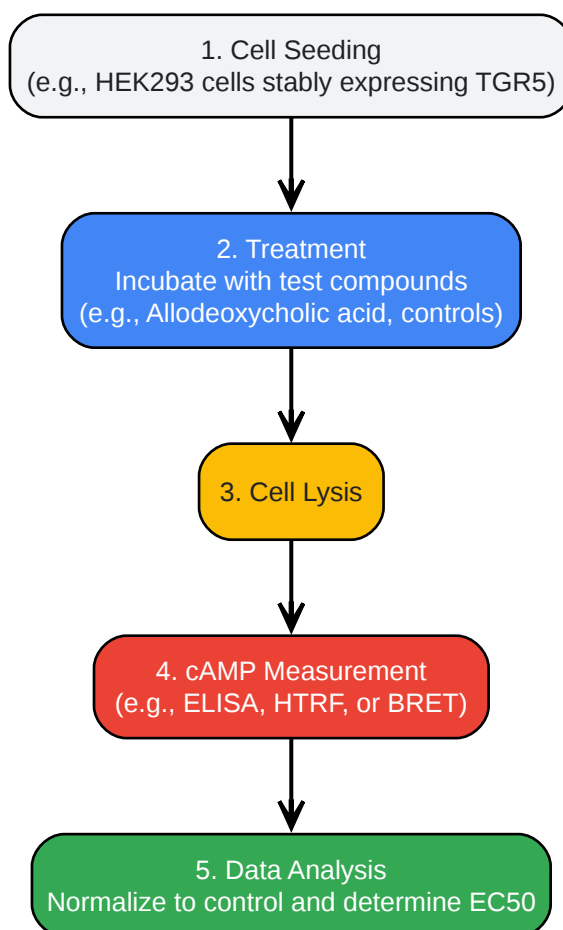 1. Cell Seeding
(e.g., HEK293 cells stably expressing TGR5)
2. Treatment
Incubate with test compounds
(e.g., Allodeoxycholic acid, controls)
3. Cell Lysis
4. cAMP Measurement
(e.g., ELISA, HTRF, or BRET)
5. Data Analysis
Normalize to control and determine EC50